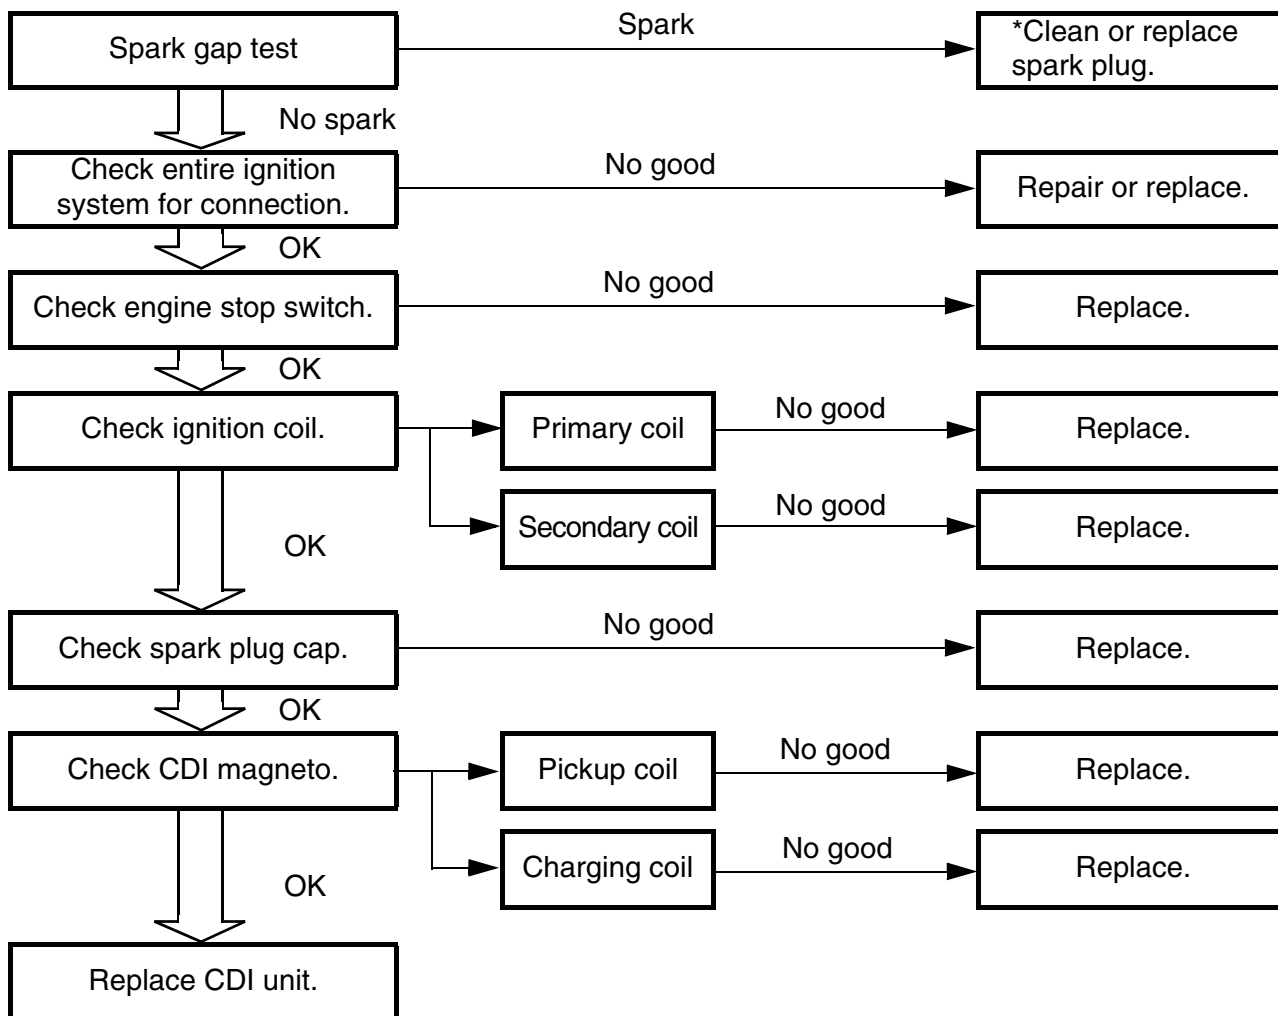 Spark gap test
Spark
*Clean or replace
spark plug.
No spark
Check entire ignition
system for connection.
No good
Repair or replace.
OK
Check engine stop switch.
No good
Replace.
OK
Check ignition coil.
Primary coil
No good
Replace.
Secondary coil
No good
Replace.
OK
Check spark plug cap.
No good
Replace.
OK
Check CDI magneto.
Pickup coil
No good
Replace.
Charging coil
No good
Replace.
OK
Replace CDI unit.